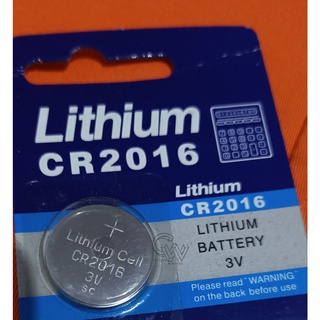 Lithium
CR2016
Lithium
CR2016
LITHIUM
BATTERY
3V
Please read "WARNING"
on the back before use
+
Lithium Cell
CR2016
3V
SC